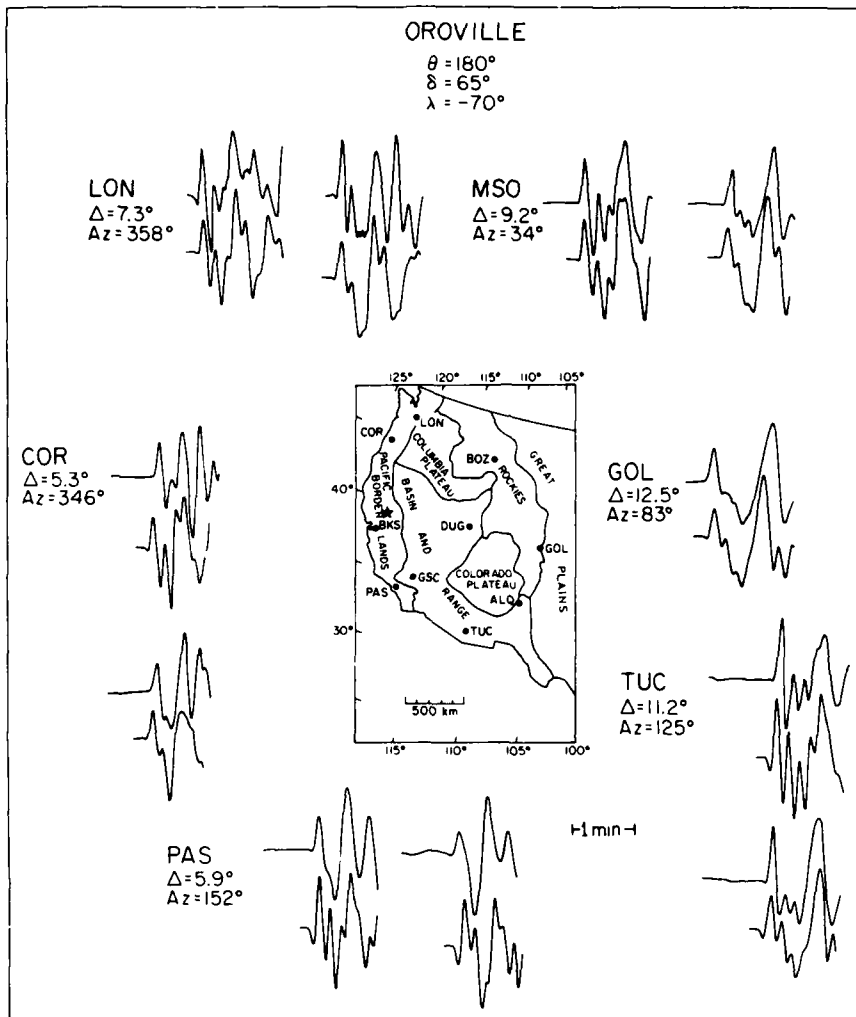 OROVILLE
θ = 180°
δ = 65°
λ = -70°
LON
Δ=7.3°
Az=358°
MSO
Δ=9.2°
Az=34°
COR
Δ=5.3°
Az=346°
GOL
Δ=12.5°
Az=83°
TUC
Δ=11.2°
Az=125°
PAS
Δ=5.9°
Az=152°
1 min
125° 120° 115° 110° 105°
40°
30°
115° 110° 105° 100°
LON
COR
BOZ
BKS
DUG
GOL
GSC
PAS
ALQ
TUC
PACIFIC BORDER LANDS
COLUMBIA PLATEAU
BASIN AND RANGE
ROCKIES
GREAT PLAINS
COLORADO PLATEAU
500 km